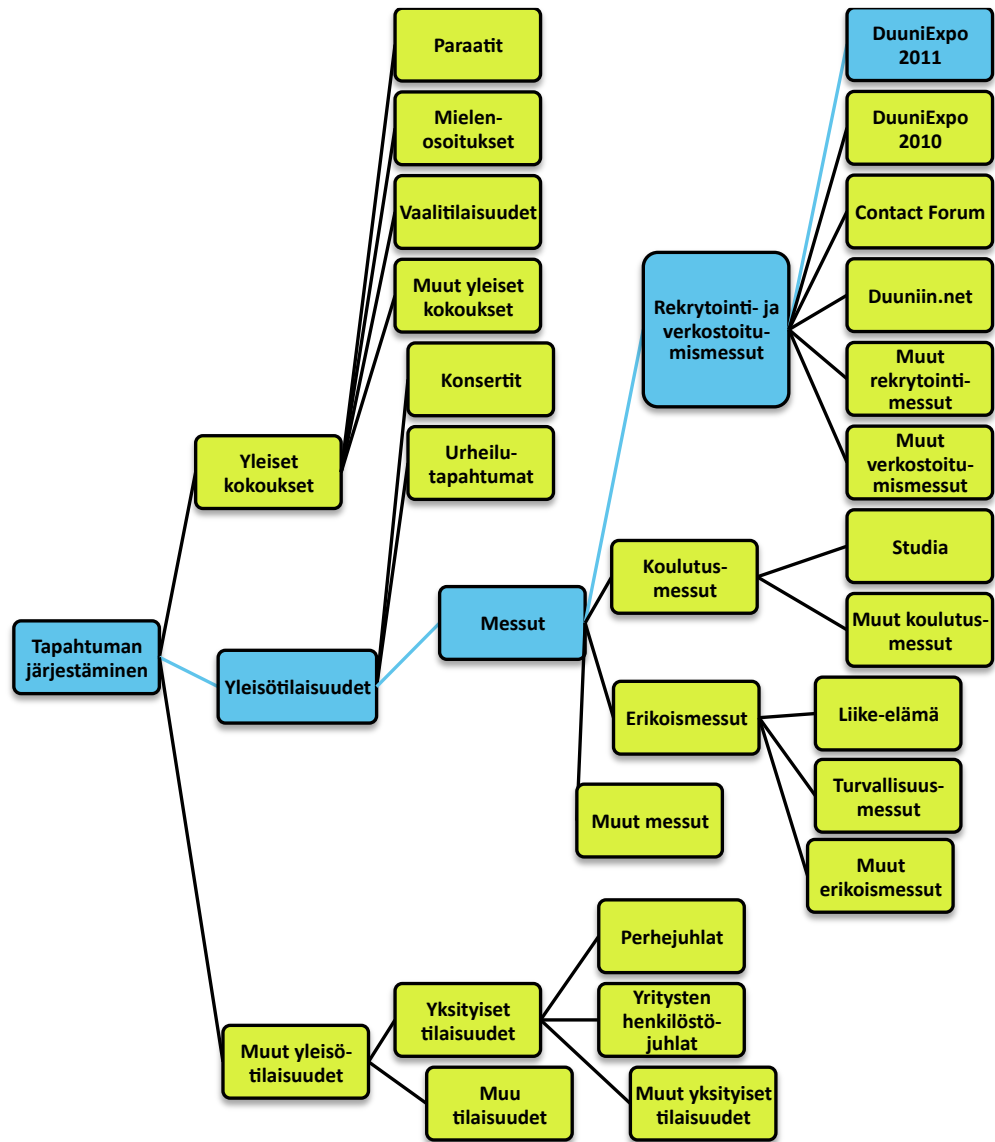 Paraatit
Mielen-
osoitukset
Vaalitilaisuudet
Muut yleiset
kokoukset
Konsertit
Urheilu-
tapahtumat
Yleiset
kokoukset
Tapahtuman
järjestäminen
Yleisötilaisuudet
Messut
Rekrytointi- ja
verkostoitu-
mismessut
DuuniExpo
2011
DuuniExpo
2010
Contact Forum
Duuniin.net
Muut
rekrytointi-
messut
Muut
verkostoitu-
mismessut
Koulutus-
messut
Studia
Muut koulutus-
messut
Erikoismessut
Liike-elämä
Turvallisuus-
messut
Muut
erikoismessut
Muut messut
Muut yleisö-
tilaisuudet
Yksityiset
tilaisuudet
Muu
tilaisuudet
Perhejuhlat
Yritysten
henkilöstö-
juhlat
Muut yksityiset
tilaisuudet